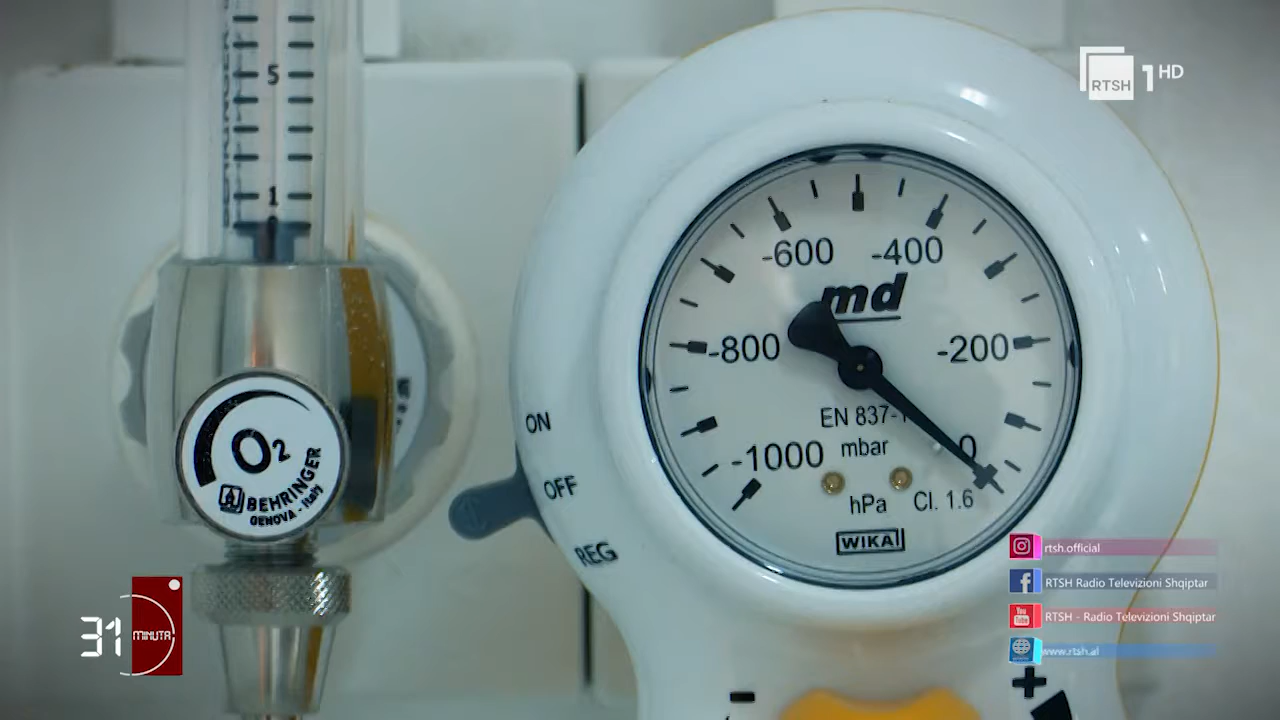 RTSH 1 HD
5
1
-600 -400
md
-800 -200
EN 837-
mbar
-1000 0
hPa Cl. 1.6
WIKA
ON
OFF
REG
O2
BEHRINGER
GENOVA - Italy
31
MINUTA
rtsh.official
RTSH Radio Televizioni Shqiptar
You
Tube
RTSH - Radio Televizioni Shqiptar
www.rtsh.al
- +